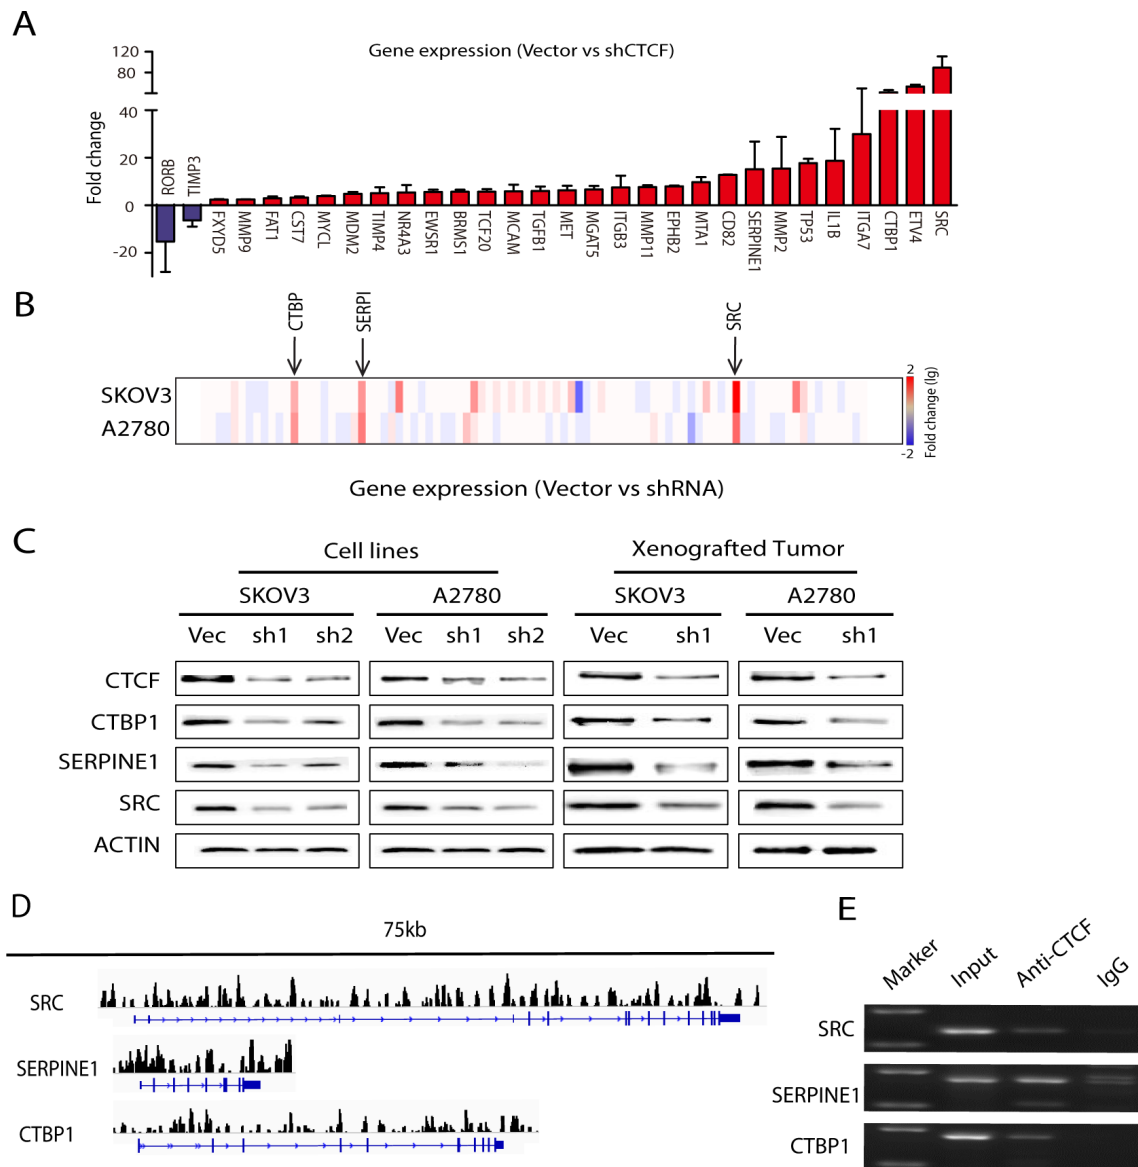 A
Gene expression (Vector vs shCTCF)
Fold change
120
80
40
20
0
-20
RORB
TIMP3
FXYD5
MMP9
FAT1
CST7
MYCL
MDM2
TIMP4
NR4A3
EWSR1
BRMS1
TCF20
MCAM
TGFB1
MET
MGAT5
ITGB3
MMP11
EPHB2
MTA1
CD82
SERPINE1
MMP2
TP53
IL1B
ITGA7
CTBP1
ETV4
SRC
B
CTBP
SERPI
SRC
SKOV3
A2780
2
-2
Fold change (lg)
Gene expression (Vector vs shRNA)
C
Cell lines
Xenografted Tumor
SKOV3 A2780 SKOV3 A2780
Vec sh1 sh2 Vec sh1 sh2 Vec sh1 Vec sh1
CTCF
CTBP1
SERPINE1
SRC
ACTIN
D
75kb
SRC
SERPINE1
CTBP1
E
Marker Input Anti-CTCF IgG
SRC
SERPINE1
CTBP1